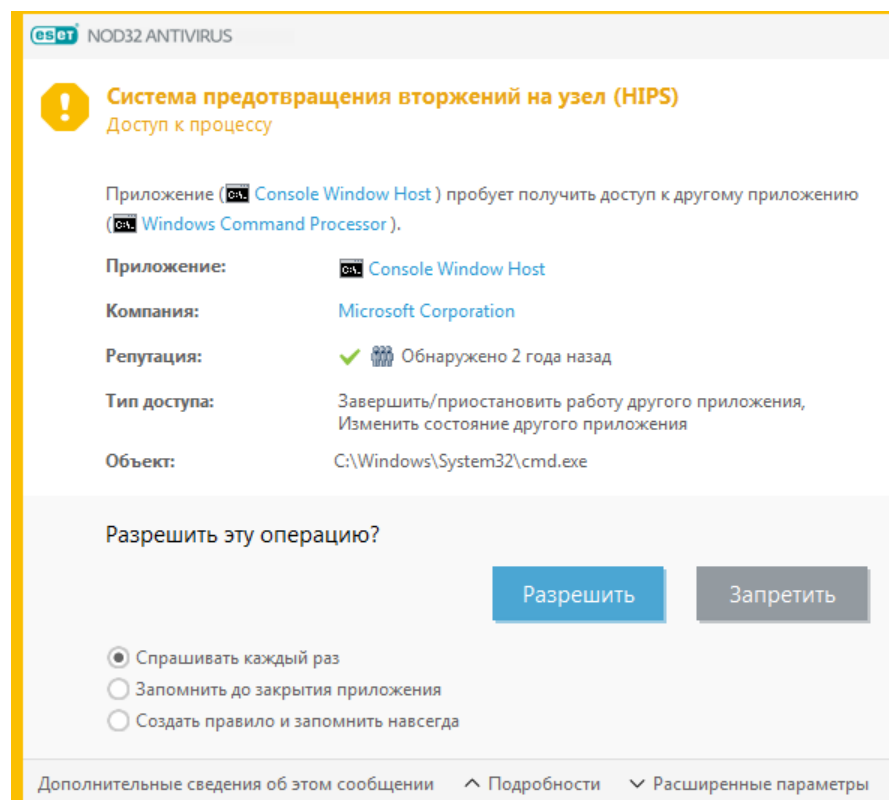 eset NOD32 ANTIVIRUS
Система предотвращения вторжений на узел (HIPS)
Доступ к процессу
Приложение ( Console Window Host ) пробует получить доступ к другому приложению
( Windows Command Processor ).
Приложение: Console Window Host
Компания: Microsoft Corporation
Репутация: Обнаружено 2 года назад
Тип доступа: Завершить/приостановить работу другого приложения,
Изменить состояние другого приложения
Объект: C:\Windows\System32\cmd.exe
Разрешить эту операцию?
Разрешить Запретить
Спрашивать каждый раз
Запомнить до закрытия приложения
Создать правило и запомнить навсегда
Дополнительные сведения об этом сообщении Подробности Расширенные параметры